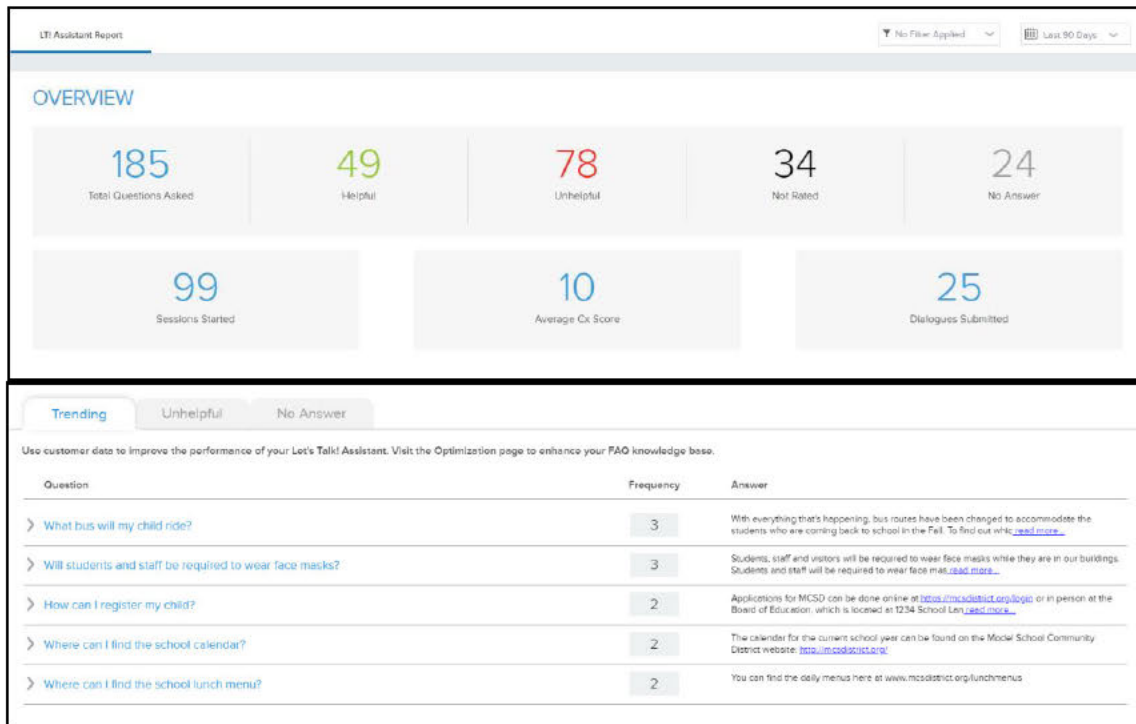 LT! Assistant Report
No Filter Applied
Last 90 Days
OVERVIEW
185
Total Questions Asked
49
Helpful
78
Unhelpful
34
Not Rated
24
No Answer
99
Sessions Started
10
Average Cx Score
25
Dialogues Submitted
Trending
Unhelpful
No Answer
Use customer data to improve the performance of your Let's Talk! Assistant. Visit the Optimization page to enhance your FAQ knowledge base.
Question Frequency Answer
What bus will my child ride?
3
With everything that's happening, bus routes have been changed to accommodate the
students who are coming back to school in the Fall. To find out whic read more...
Will students and staff be required to wear face masks?
3
Students, staff and visitors will be required to wear face masks while they are in our buildings.
Students and staff will be required to wear face mas read more...
How can I register my child?
2
Applications for MCSD can be done online at https://mcsdistrict.org/login or in person at the
Board of Education, which is located at 1234 School Lan read more...
Where can I find the school calendar?
2
The calendar for the current school year can be found on the Model School Community
District website: http://mcsdistrict.org/
Where can I find the school lunch menu?
2
You can find the daily menus here at www.mcsdistrict.org/lunchmenus